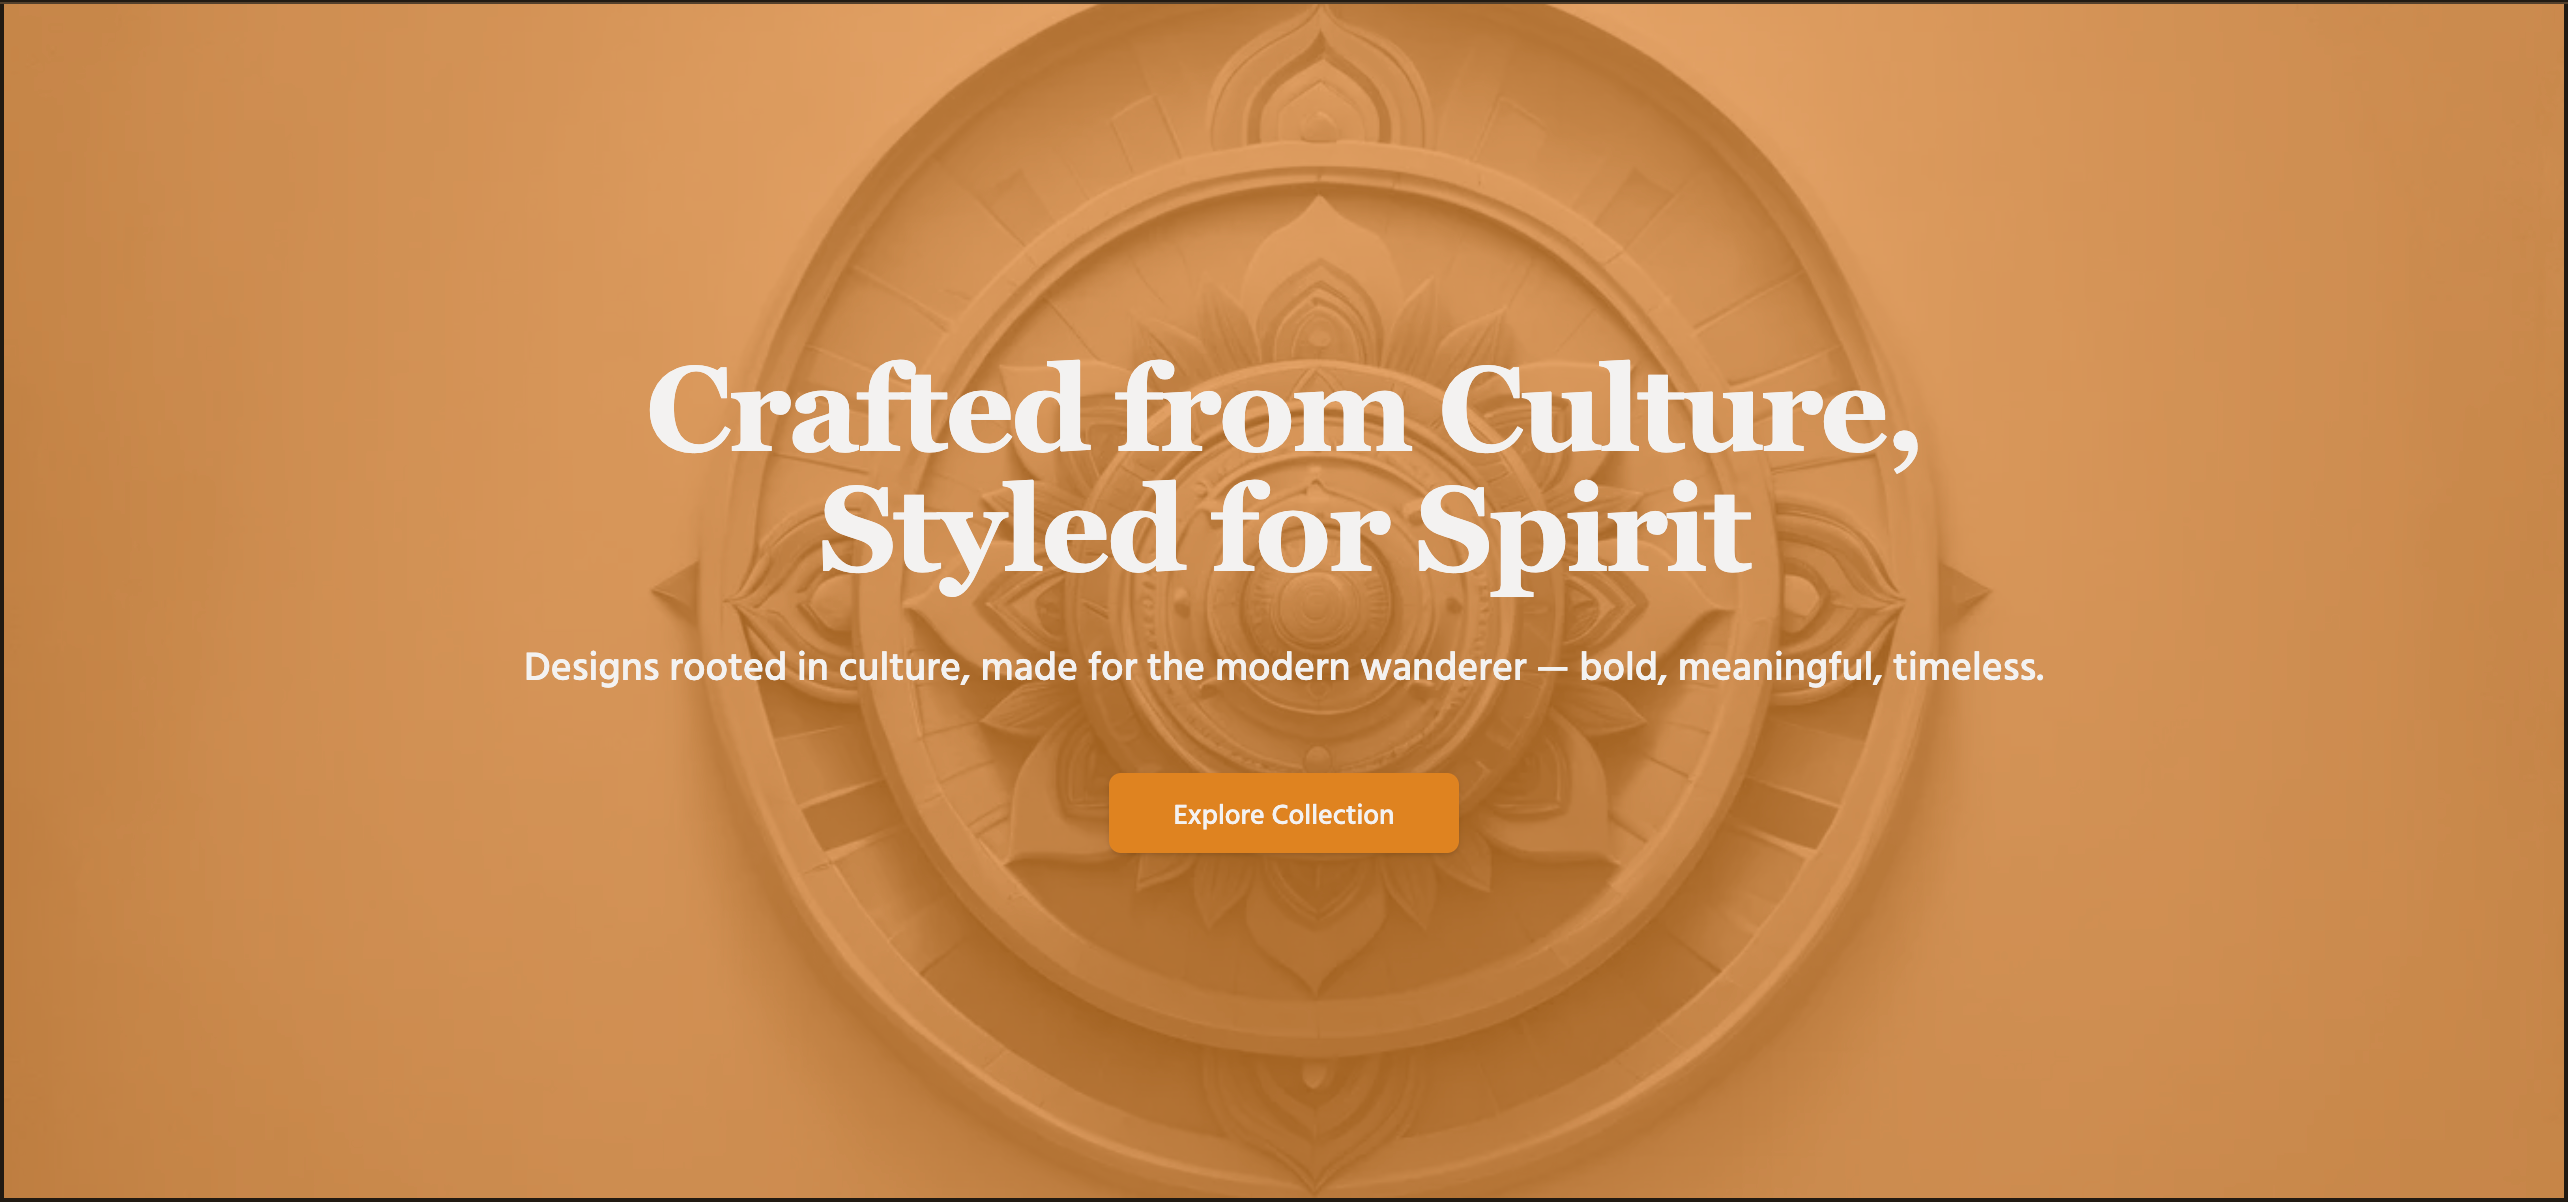 Crafted from Culture,
Styled for Spirit
Designs rooted in culture, made for the modern wanderer — bold, meaningful, timeless.
Explore Collection